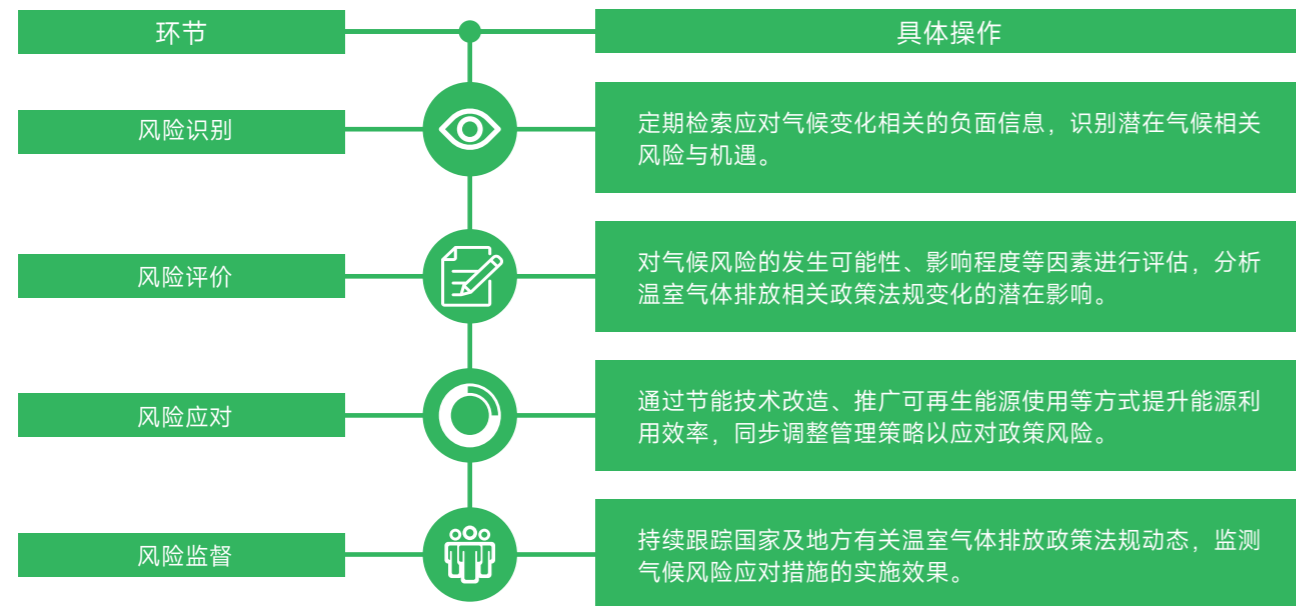 环节
具体操作
风险识别
定期检索应对气候变化相关的负面信息，识别潜在气候相关
风险与机遇。
风险评价
对气候风险的发生可能性、影响程度等因素进行评估，分析
温室气体排放相关政策法规变化的潜在影响。
风险应对
通过节能技术改造、推广可再生能源使用等方式提升能源利
用效率，同步调整管理策略以应对政策风险。
风险监督
持续跟踪国家及地方有关温室气体排放政策法规动态，监测
气候风险应对措施的实施效果。